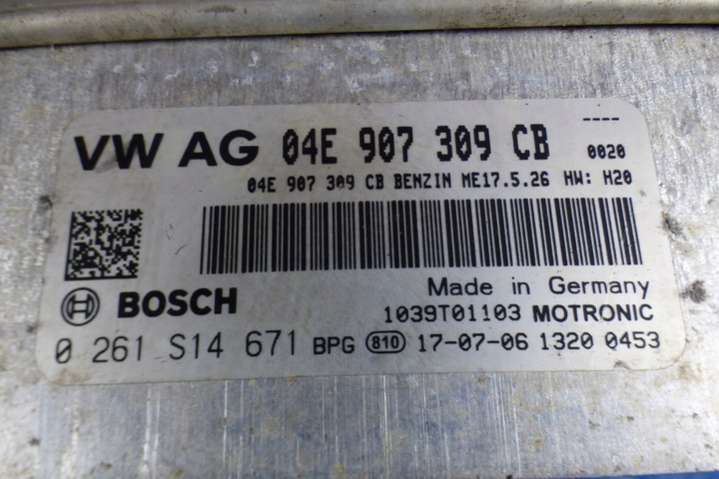 ----
VW AG 04E 907 309 CB 0020
04E 907 309 CB BENZIN ME17.5.26 HW: H20
Made in Germany
BOSCH 1039T01103 MOTRONIC
0 261 S14 671 BPG 810 17-07-06 1320 0453